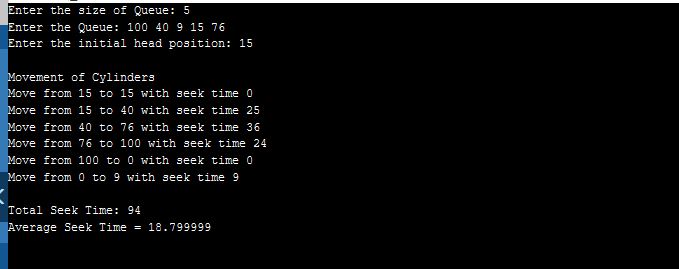 Enter the size of Queue: 5
Enter the Queue: 100 40 9 15 76
Enter the initial head position: 15
Movement of Cylinders
Move from 15 to 15 with seek time 0
Move from 15 to 40 with seek time 25
Move from 40 to 76 with seek time 36
Move from 76 to 100 with seek time 24
Move from 100 to 0 with seek time 0
Move from 0 to 9 with seek time 9
Total Seek Time: 94
Average Seek Time = 18.799999